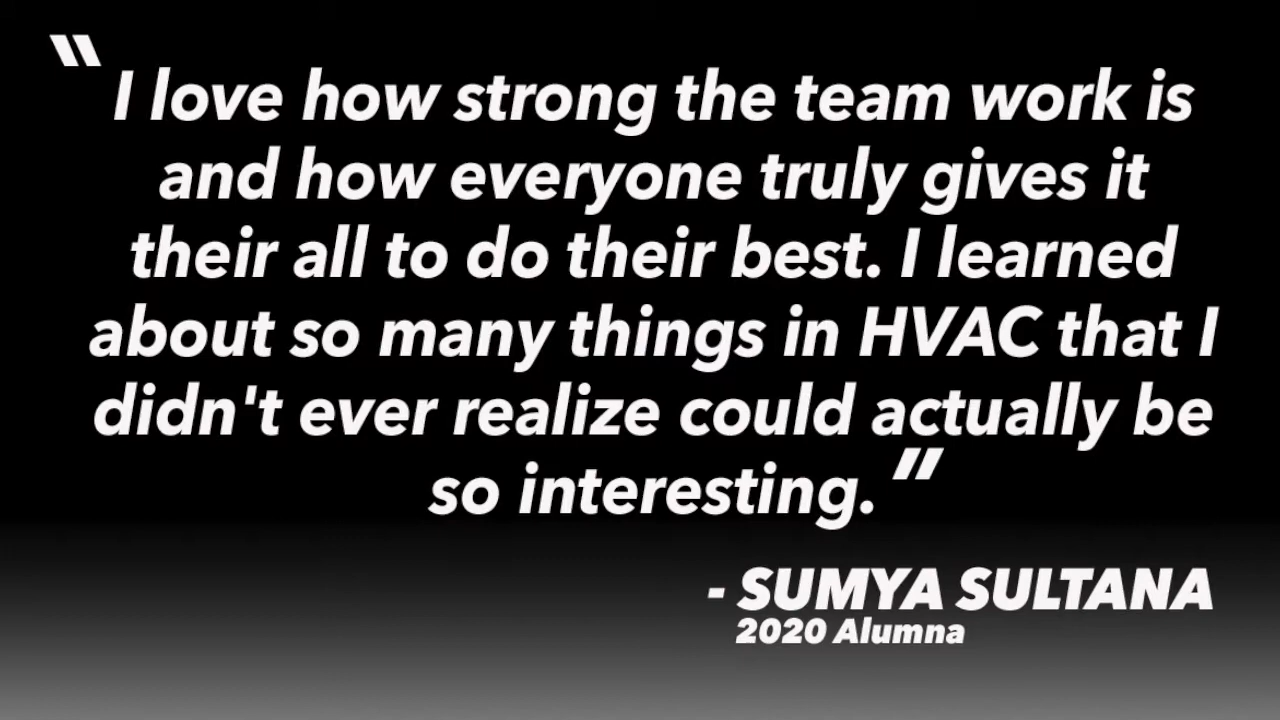 “ I love how strong the team work is
and how everyone truly gives it
their all to do their best. I learned
about so many things in HVAC that I
didn't ever realize could actually be
so interesting.”
- SUMYA SULTANA
2020 Alumna